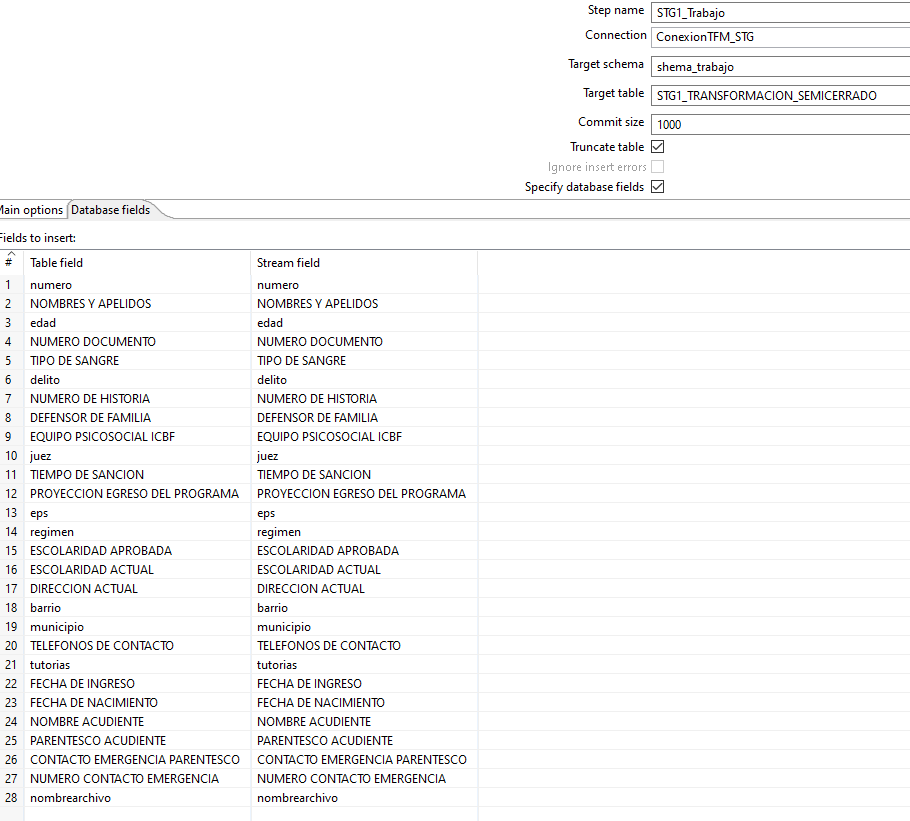 Step name STG1_Trabajo
Connection ConexionTFM_STG
Target schema shema_trabajo
Target table STG1_TRANSFORMACION_SEMICERRADO
Commit size 1000
Truncate table
Ignore insert errors
Specify database fields
Main options Database fields
Fields to insert:
# Table field Stream field
1 numero numero
2 NOMBRES Y APELIDOS NOMBRES Y APELIDOS
3 edad edad
4 NUMERO DOCUMENTO NUMERO DOCUMENTO
5 TIPO DE SANGRE TIPO DE SANGRE
6 delito delito
7 NUMERO DE HISTORIA NUMERO DE HISTORIA
8 DEFENSOR DE FAMILIA DEFENSOR DE FAMILIA
9 EQUIPO PSICOSOCIAL ICBF EQUIPO PSICOSOCIAL ICBF
10 juez juez
11 TIEMPO DE SANCION TIEMPO DE SANCION
12 PROYECCION EGRESO DEL PROGRAMA PROYECCION EGRESO DEL PROGRAMA
13 eps eps
14 regimen regimen
15 ESCOLARIDAD APROBADA ESCOLARIDAD APROBADA
16 ESCOLARIDAD ACTUAL ESCOLARIDAD ACTUAL
17 DIRECCION ACTUAL DIRECCION ACTUAL
18 barrio barrio
19 municipio municipio
20 TELEFONOS DE CONTACTO TELEFONOS DE CONTACTO
21 tutorias tutorias
22 FECHA DE INGRESO FECHA DE INGRESO
23 FECHA DE NACIMIENTO FECHA DE NACIMIENTO
24 NOMBRE ACUDIENTE NOMBRE ACUDIENTE
25 PARENTESCO ACUDIENTE PARENTESCO ACUDIENTE
26 CONTACTO EMERGENCIA PARENTESCO CONTACTO EMERGENCIA PARENTESCO
27 NUMERO CONTACTO EMERGENCIA NUMERO CONTACTO EMERGENCIA
28 nombrearchivo nombrearchivo